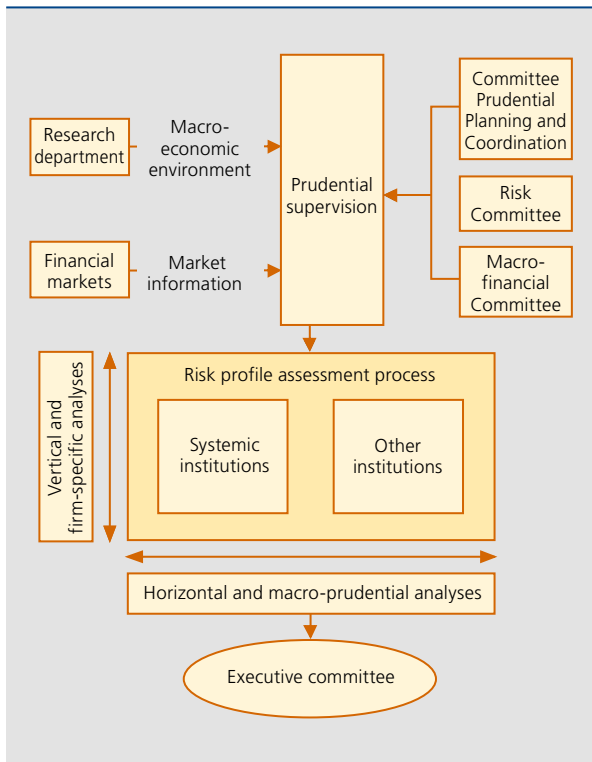 Research
department
Macro-
economic
environment
Financial
markets
Market
information
Prudential
supervision
Committee
Prudential
Planning and
Coordination
Risk
Committee
Macro-
financial
Committee
Vertical and
firm-specific analyses
Risk profile assessment process
Systemic
institutions
Other
institutions
Horizontal and macro-prudential analyses
Executive committee